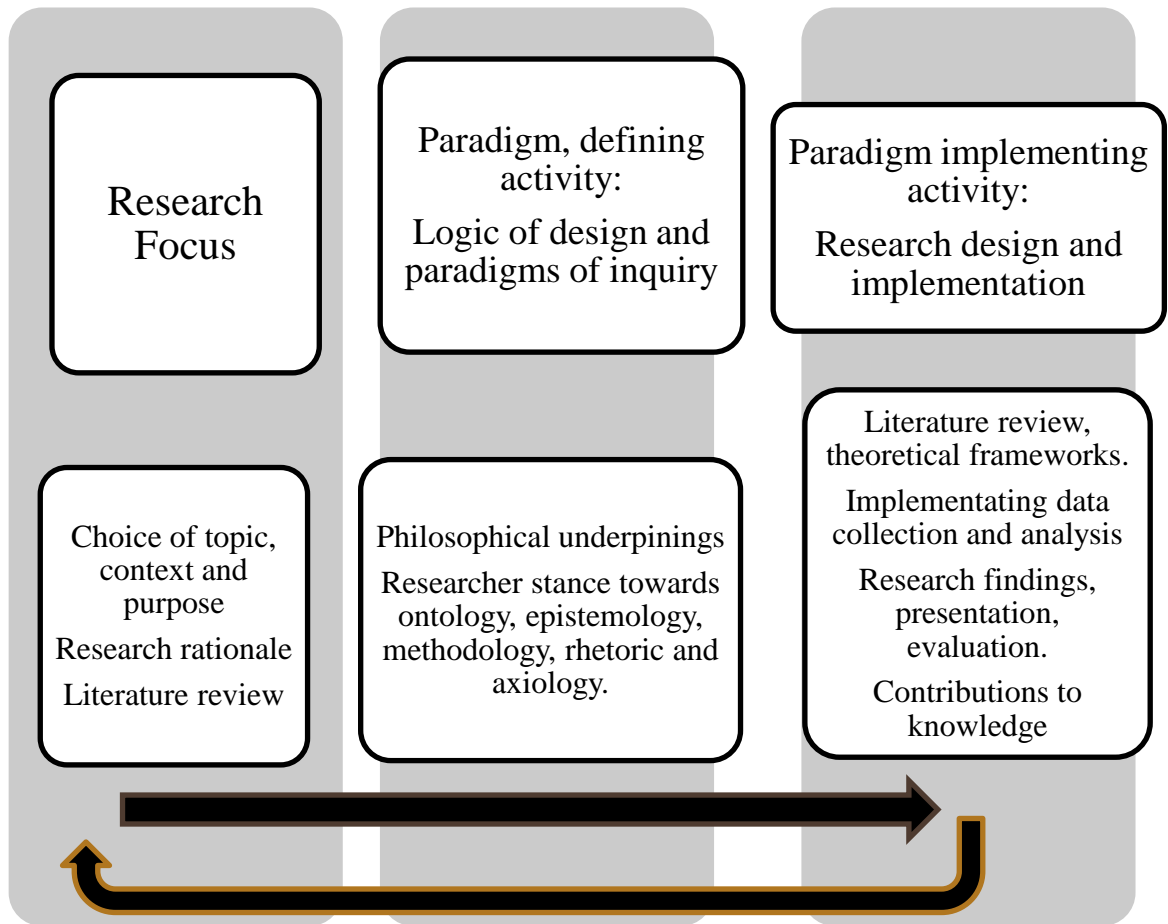 Research
Focus
Choice of topic,
context and
purpose
Research rationale
Literature review
Paradigm, defining
activity:
Logic of design and
paradigms of inquiry
Philosophical underpinings
Researcher stance towards
ontology, epistemology,
methodology, rhetoric and
axiology.
Paradigm implementing
activity:
Research design and
implementation
Literature review,
theoretical frameworks.
Implementating data
collection and analysis
Research findings,
presentation,
evaluation.
Contributions to
knowledge